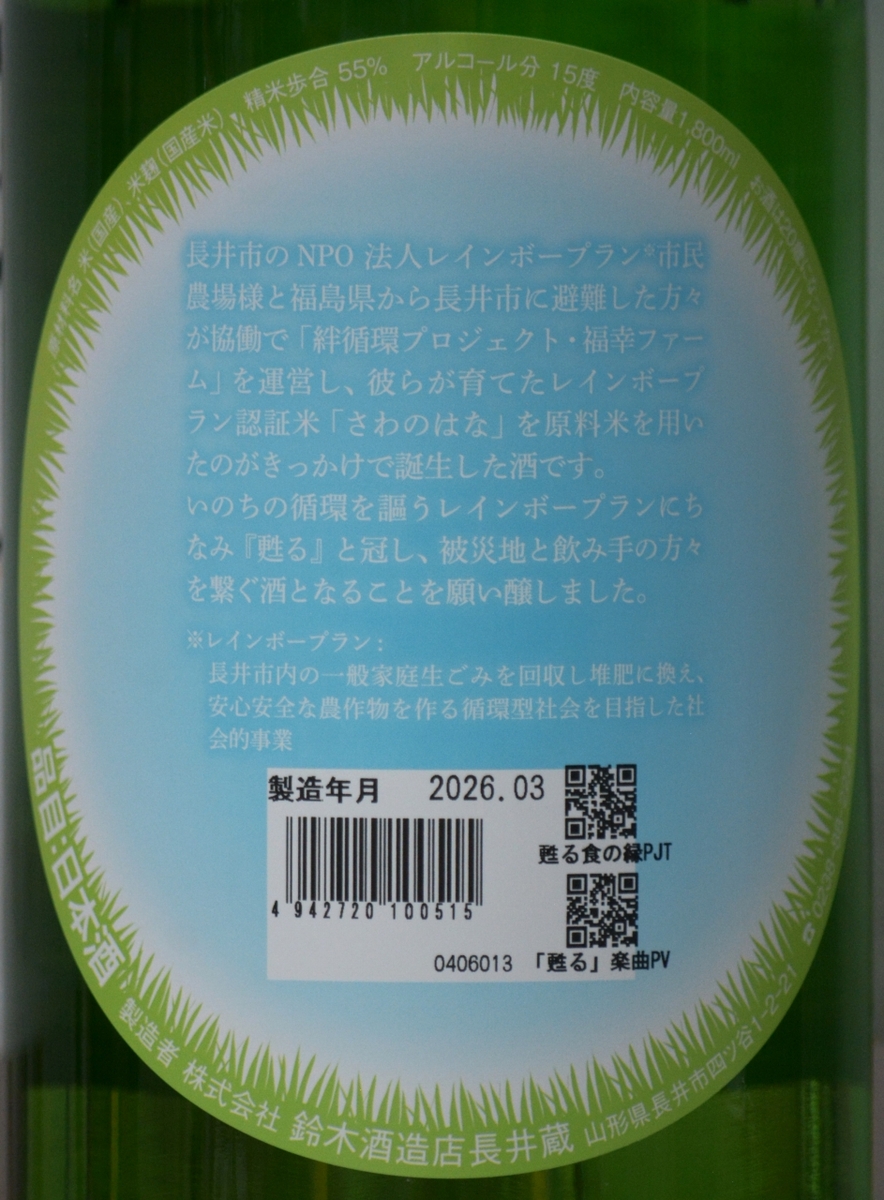 原材料名 米(国産)、米麹(国産米) 精米歩合 55% アルコール分 15度 内容量1,800ml お酒は20歳になってから
長井市のNPO 法人レインボープラン※市民
農場様と福島県から長井市に避難した方々
が協働で「絆循環プロジェクト・福幸ファー
ム」を運営し、彼らが育てたレインボープ
ラン認証米「さわのはな」を原料米を用い
たのがきっかけで誕生した酒です。
いのちの循環を謳うレインボープランにち
なみ『甦る』と冠し、被災地と飲み手の方々
を繋ぐ酒となることを願い醸しました。
※レインボープラン:
長井市内の一般家庭生ごみを回収し堆肥に換え、
安心安全な農作物を作る循環型社会を目指した社
会的事業
製造年月 2026.03
甦る食の縁PJT
4 942720 100515
0406013 「甦る」楽曲PV
品目:日本酒
製造者 株式会社 鈴木酒造店長井蔵 山形県長井市四ツ谷1-2-21